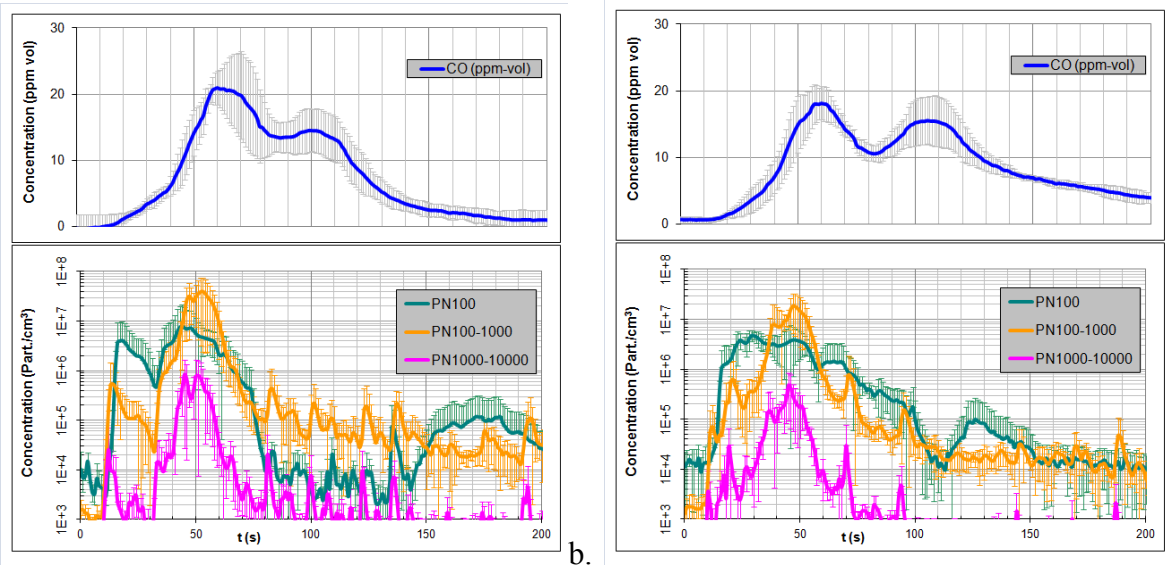 30
20
10
0
Concentration (ppm vol)
CO (ppm-vol)
30
20
10
0
Concentration (ppm vol)
CO (ppm-vol)
1E+8
1E+7
1E+6
1E+5
1E+4
1E+3
Concentration (Part./cm³)
PN100
PN100-1000
PN1000-10000
0 50 100 150 200
t (s)
b.
1E+8
1E+7
1E+6
1E+5
1E+4
1E+3
Concentration (Part./cm³)
PN100
PN100-1000
PN1000-10000
0 50 100 150 200
t (s)